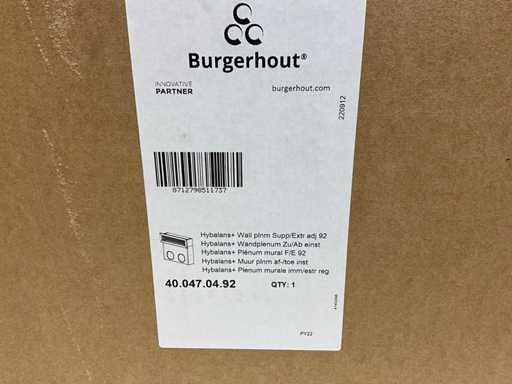 Burgerhout®
INNOVATIVE
PARTNER
burgerhout.com
220912
8712798511737
Hybalans+ Wall plnm Supp/Extr adj 92
Hybalans+ Wandplenum Zu/Ab einst
Hybalans+ Plénum mural F/E 92
Hybalans+ Muur plnm af-/toe inst
Hybalans+ Plenum murale imm/estr reg
40.047.04.92 QTY: 1
PY22